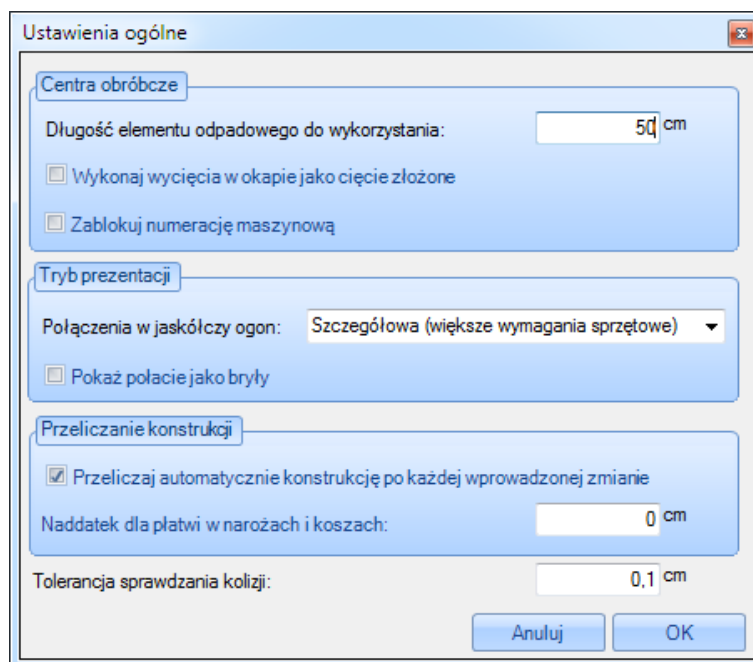 Ustawienia ogólne
Centra obróbcze
Długość elementu odpadowego do wykorzystania: 50 cm
Wykonaj wycięcia w okapie jako cięcie złożone
Zablokuj numerację maszynową
Tryb prezentacji
Połączenia w jaskółczy ogon: Szczegółowa (większe wymagania sprzętowe)
Pokaż połacie jako bryły
Przeliczanie konstrukcji
Przeliczaj automatycznie konstrukcję po każdej wprowadzonej zmianie
Naddatek dla płatwi w narożach i koszach: 0 cm
Tolerancja sprawdzania kolizji: 0,1 cm
Anuluj OK